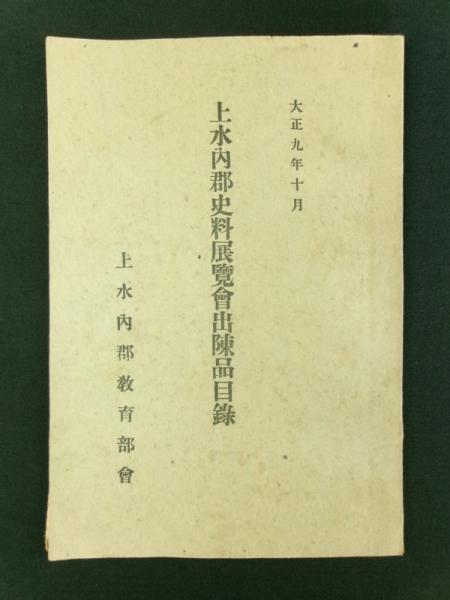 大正九年十月
上水內郡史料展覽會出陳品目錄
上水內郡教育部會